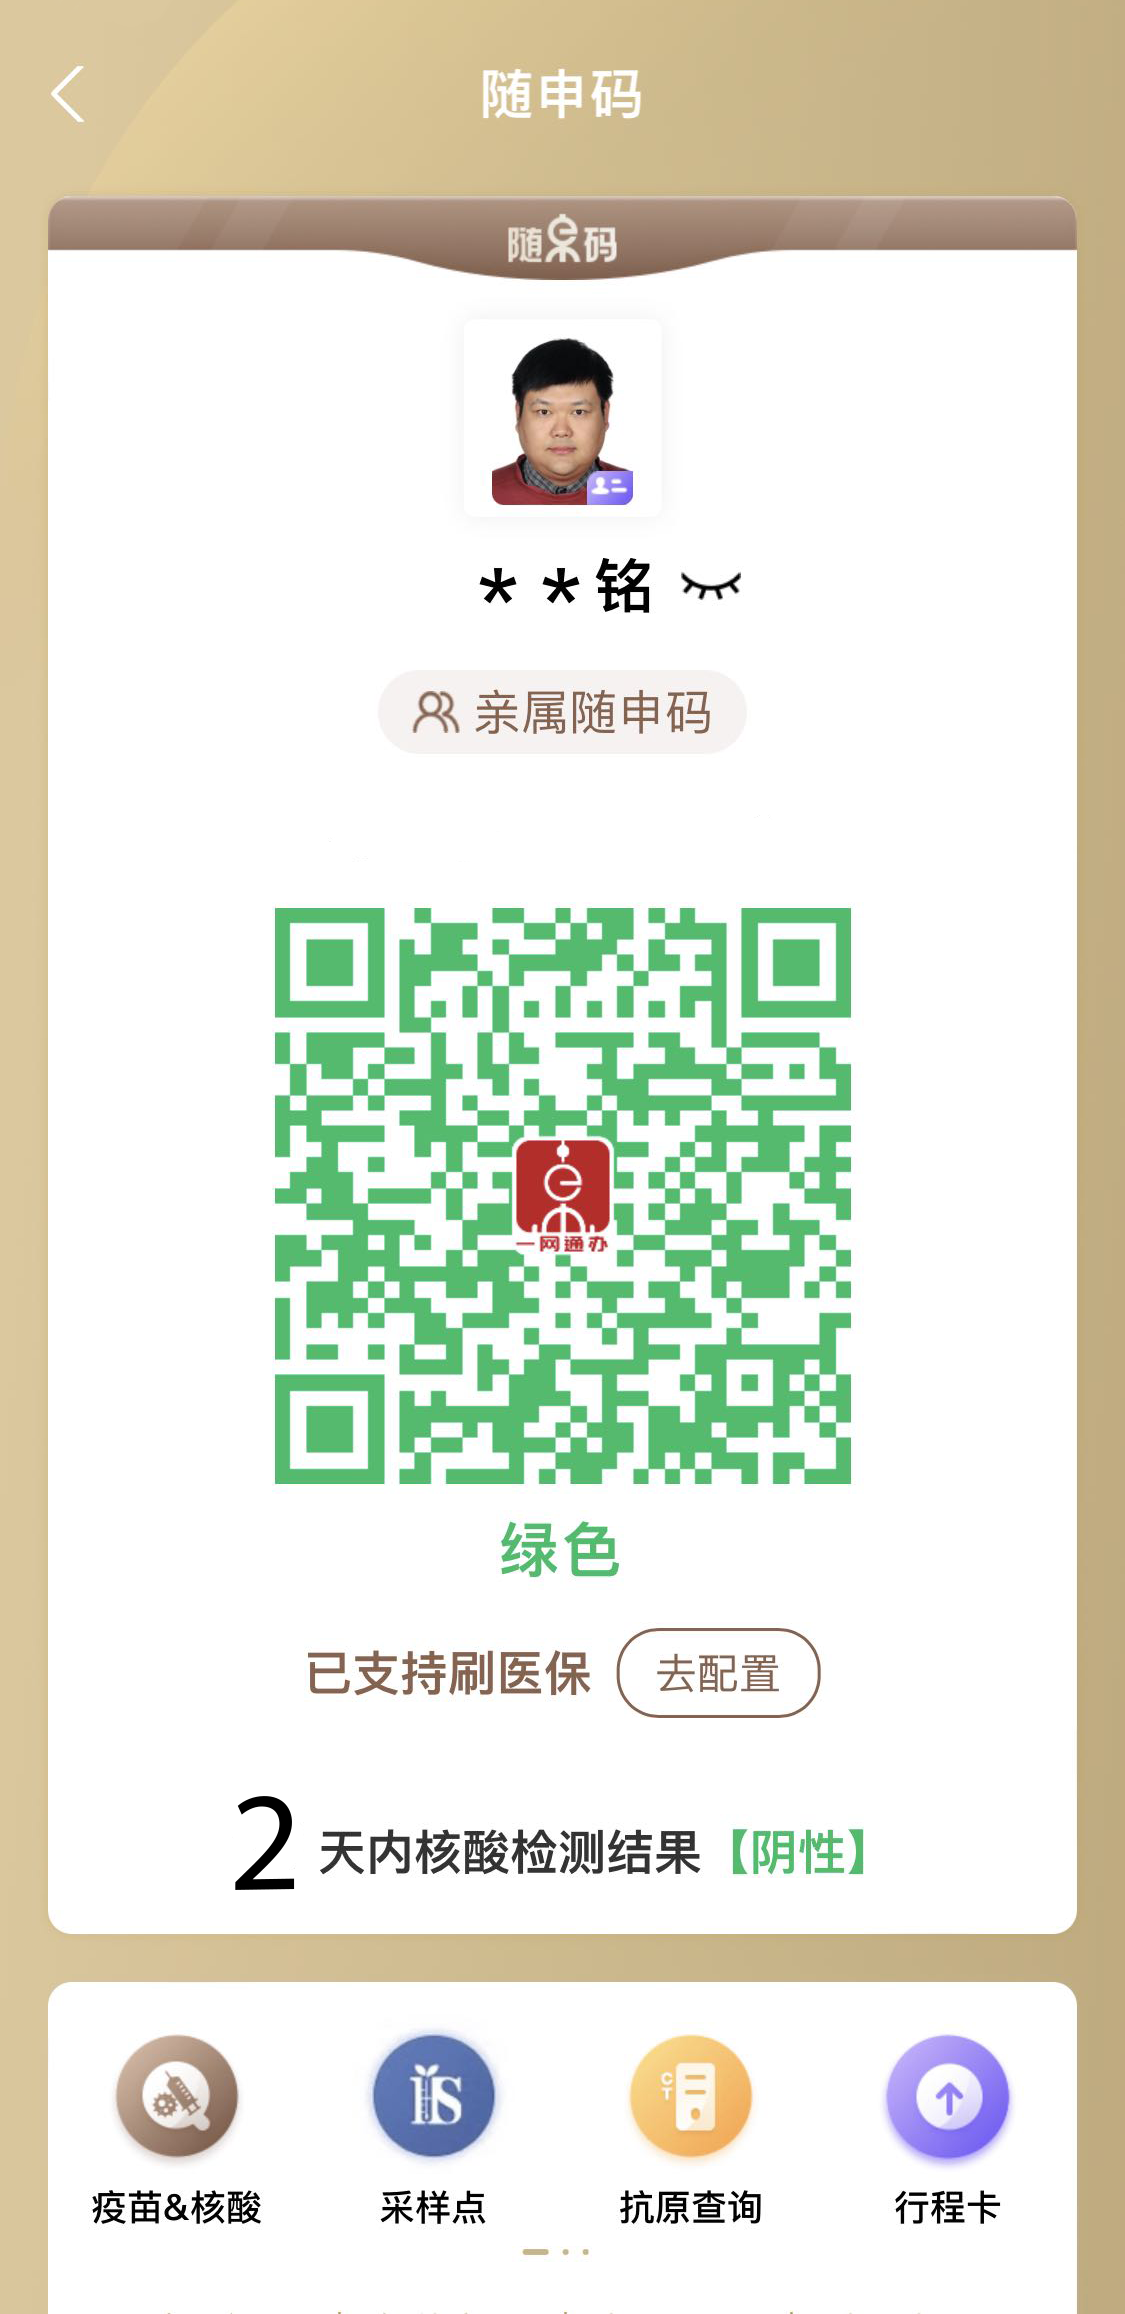 随申码
随申码
**铭
亲属随申码
一网通办
绿色
已支持刷医保 去配置
2天内核酸检测结果【阴性】
CT
疫苗&核酸 采样点 抗原查询 行程卡